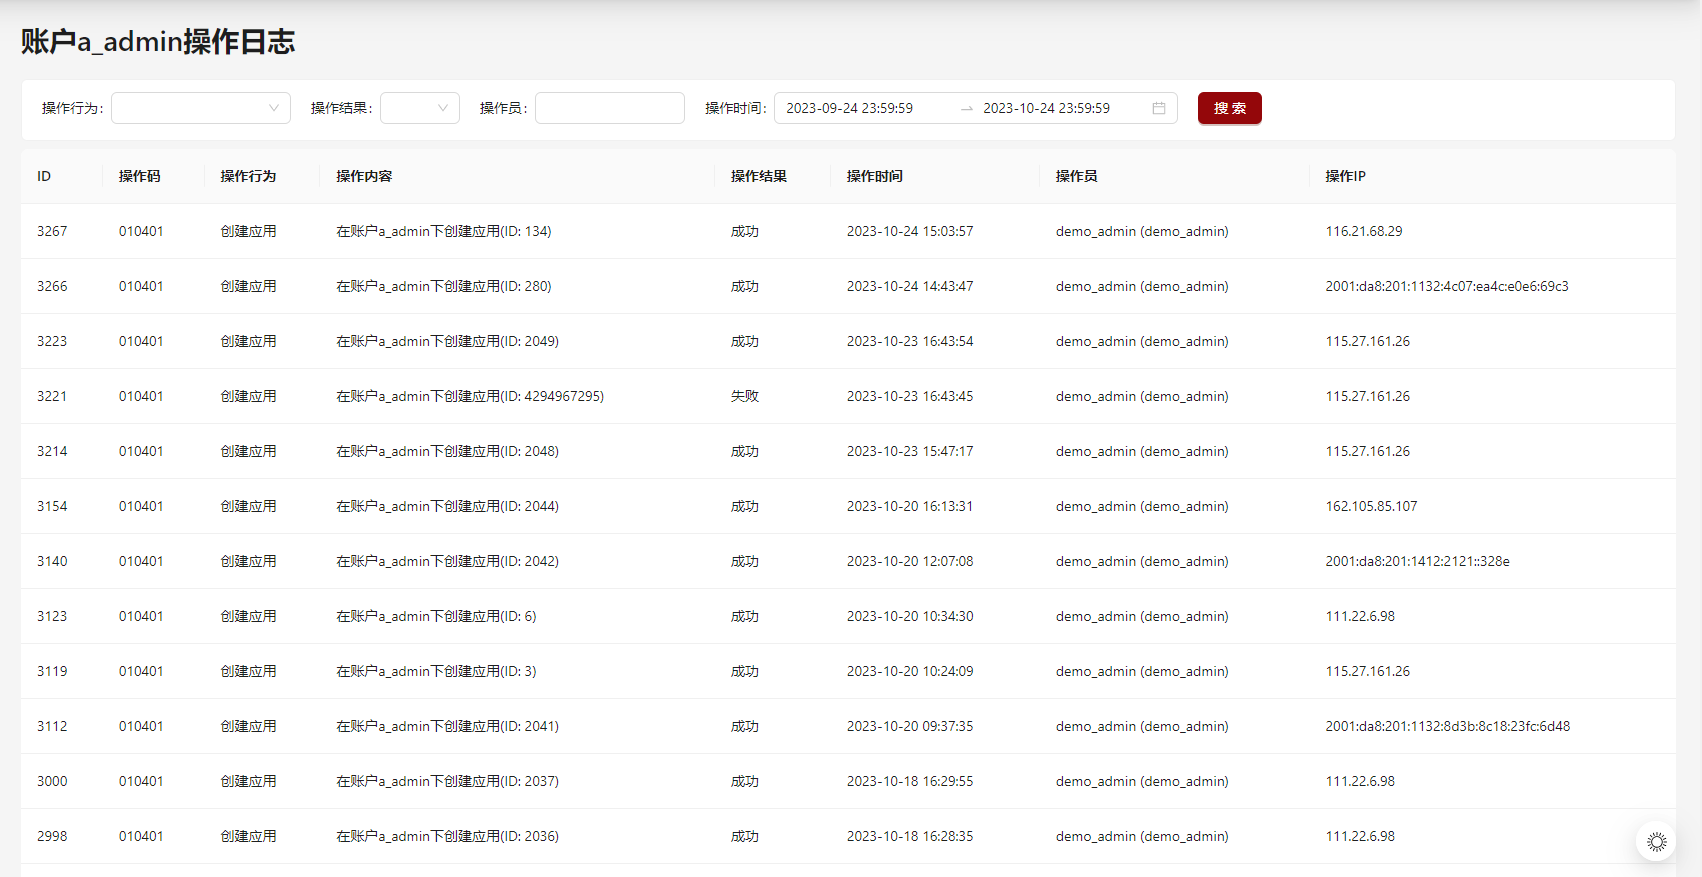 账户a_admin操作日志
操作行为: 操作结果: 操作员: 操作时间: 2023-09-24 23:59:59 → 2023-10-24 23:59:59 搜 索
ID 操作码 操作行为 操作内容 操作结果 操作时间 操作员 操作IP
3267 010401 创建应用 在账户a_admin下创建应用(ID: 134) 成功 2023-10-24 15:03:57 demo_admin (demo_admin) 116.21.68.29
3266 010401 创建应用 在账户a_admin下创建应用(ID: 280) 成功 2023-10-24 14:43:47 demo_admin (demo_admin) 2001:da8:201:1132:4c07:ea4c:e0e6:69c3
3223 010401 创建应用 在账户a_admin下创建应用(ID: 2049) 成功 2023-10-23 16:43:54 demo_admin (demo_admin) 115.27.161.26
3221 010401 创建应用 在账户a_admin下创建应用(ID: 4294967295) 失败 2023-10-23 16:43:45 demo_admin (demo_admin) 115.27.161.26
3214 010401 创建应用 在账户a_admin下创建应用(ID: 2048) 成功 2023-10-23 15:47:17 demo_admin (demo_admin) 115.27.161.26
3154 010401 创建应用 在账户a_admin下创建应用(ID: 2044) 成功 2023-10-20 16:13:31 demo_admin (demo_admin) 162.105.85.107
3140 010401 创建应用 在账户a_admin下创建应用(ID: 2042) 成功 2023-10-20 12:07:08 demo_admin (demo_admin) 2001:da8:201:1412:2121::328e
3123 010401 创建应用 在账户a_admin下创建应用(ID: 6) 成功 2023-10-20 10:34:30 demo_admin (demo_admin) 111.22.6.98
3119 010401 创建应用 在账户a_admin下创建应用(ID: 3) 成功 2023-10-20 10:24:09 demo_admin (demo_admin) 115.27.161.26
3112 010401 创建应用 在账户a_admin下创建应用(ID: 2041) 成功 2023-10-20 09:37:35 demo_admin (demo_admin) 2001:da8:201:1132:8d3b:8c18:23fc:6d48
3000 010401 创建应用 在账户a_admin下创建应用(ID: 2037) 成功 2023-10-18 16:29:55 demo_admin (demo_admin) 111.22.6.98
2998 010401 创建应用 在账户a_admin下创建应用(ID: 2036) 成功 2023-10-18 16:28:35 demo_admin (demo_admin) 111.22.6.98